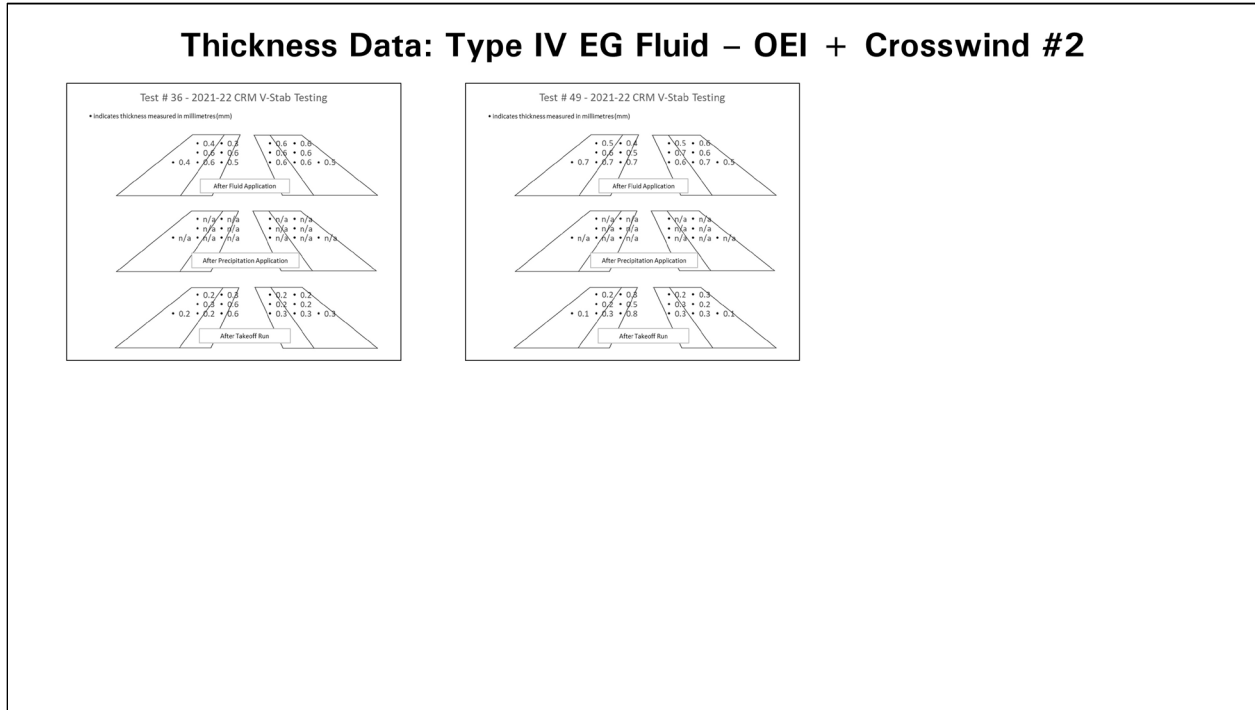 Thickness Data: Type IV EG Fluid – OEI + Crosswind #2
Test # 36 - 2021-22 CRM V-Stab Testing
• Indicates thickness measured in millimetres(mm)
• 0.4 • 0.3 • 0.6 • 0.6
• 0.6 • 0.6 • 0.6 • 0.6
• 0.4 • 0.6 • 0.5 • 0.6 • 0.6 • 0.5
After Fluid Application
• n/a • n/a • n/a • n/a
• n/a • n/a • n/a • n/a
• n/a • n/a • n/a • n/a • n/a • n/a
After Precipitation Application
• 0.2 • 0.3 • 0.2 • 0.2
• 0.3 • 0.6 • 0.2 • 0.2
• 0.2 • 0.2 • 0.6 • 0.3 • 0.3 • 0.3
After Takeoff Run
Test # 49 - 2021-22 CRM V-Stab Testing
• Indicates thickness measured in millimetres(mm)
• 0.5 • 0.4 • 0.5 • 0.6
• 0.6 • 0.5 • 0.7 • 0.6
• 0.7 • 0.7 • 0.7 • 0.6 • 0.7 • 0.5
After Fluid Application
• n/a • n/a • n/a • n/a
• n/a • n/a • n/a • n/a
• n/a • n/a • n/a • n/a • n/a • n/a
After Precipitation Application
• 0.2 • 0.3 • 0.2 • 0.3
• 0.2 • 0.5 • 0.3 • 0.2
• 0.1 • 0.3 • 0.8 • 0.3 • 0.3 • 0.1
After Takeoff Run